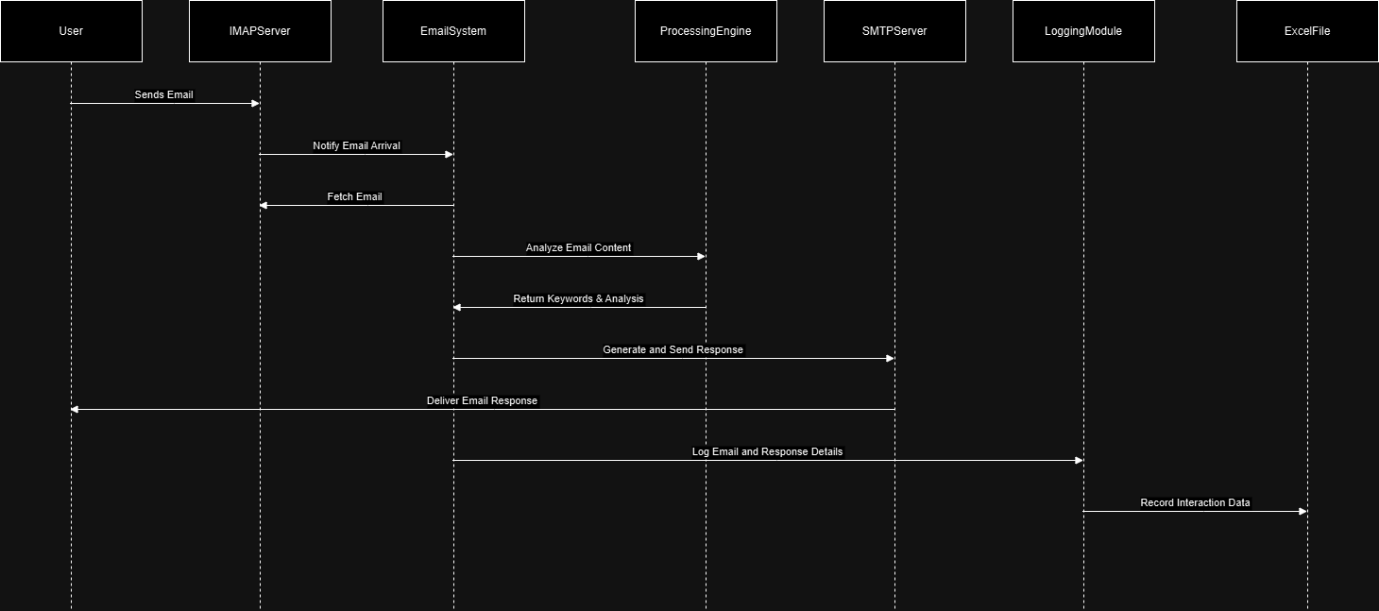 User
IMAPServer
EmailSystem
ProcessingEngine
SMTPServer
LoggingModule
ExcelFile
Sends Email
Notify Email Arrival
Fetch Email
Analyze Email Content
Return Keywords & Analysis
Generate and Send Response
Deliver Email Response
Log Email and Response Details
Record Interaction Data